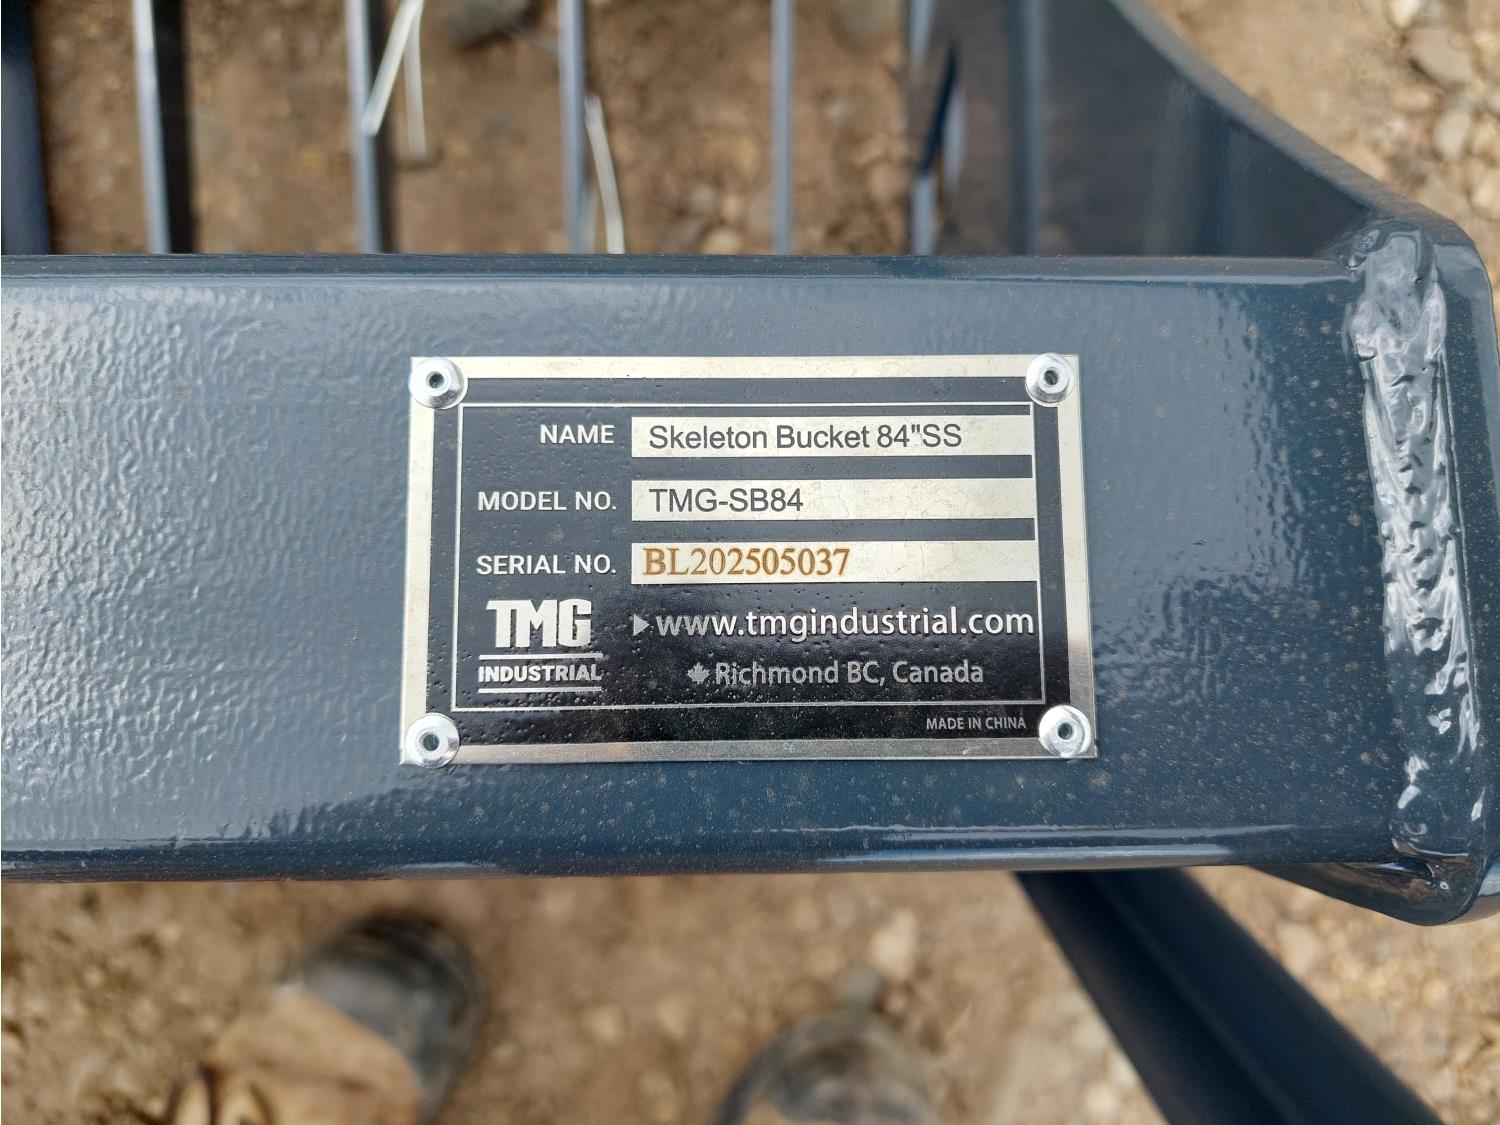 NAME Skeleton Bucket 84"SS
MODEL NO. TMG-SB84
SERIAL NO. BL202505037
TMG
INDUSTRIAL
www.tmgindustrial.com
Richmond BC, Canada
MADE IN CHINA